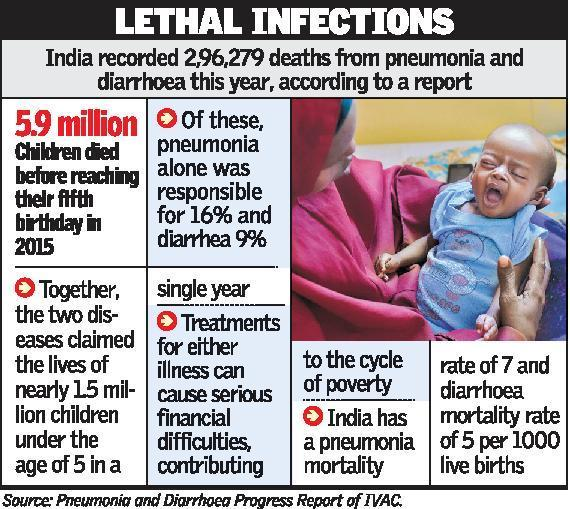 LETHAL INFECTIONS
India recorded 2,96,279 deaths from pneumonia and
diarrhoea this year, according to a report
5.9 million
Children died
before reaching
their fifth
birthday in
2015
Of these,
pneumonia
alone was
responsible
for 16% and
diarrhea 9%
Together,
the two dis-
eases claimed
the lives of
nearly 1.5 mil-
lion children
under the
age of 5 in a
single year
Treatments
for either
illness can
cause serious
financial
difficulties,
contributing
to the cycle
of poverty
India has
a pneumonia
mortality
rate of 7 and
diarrhoea
mortality rate
of 5 per 1000
live births
Source: Pneumonia and Diarrhoea Progress Report of IVAC.